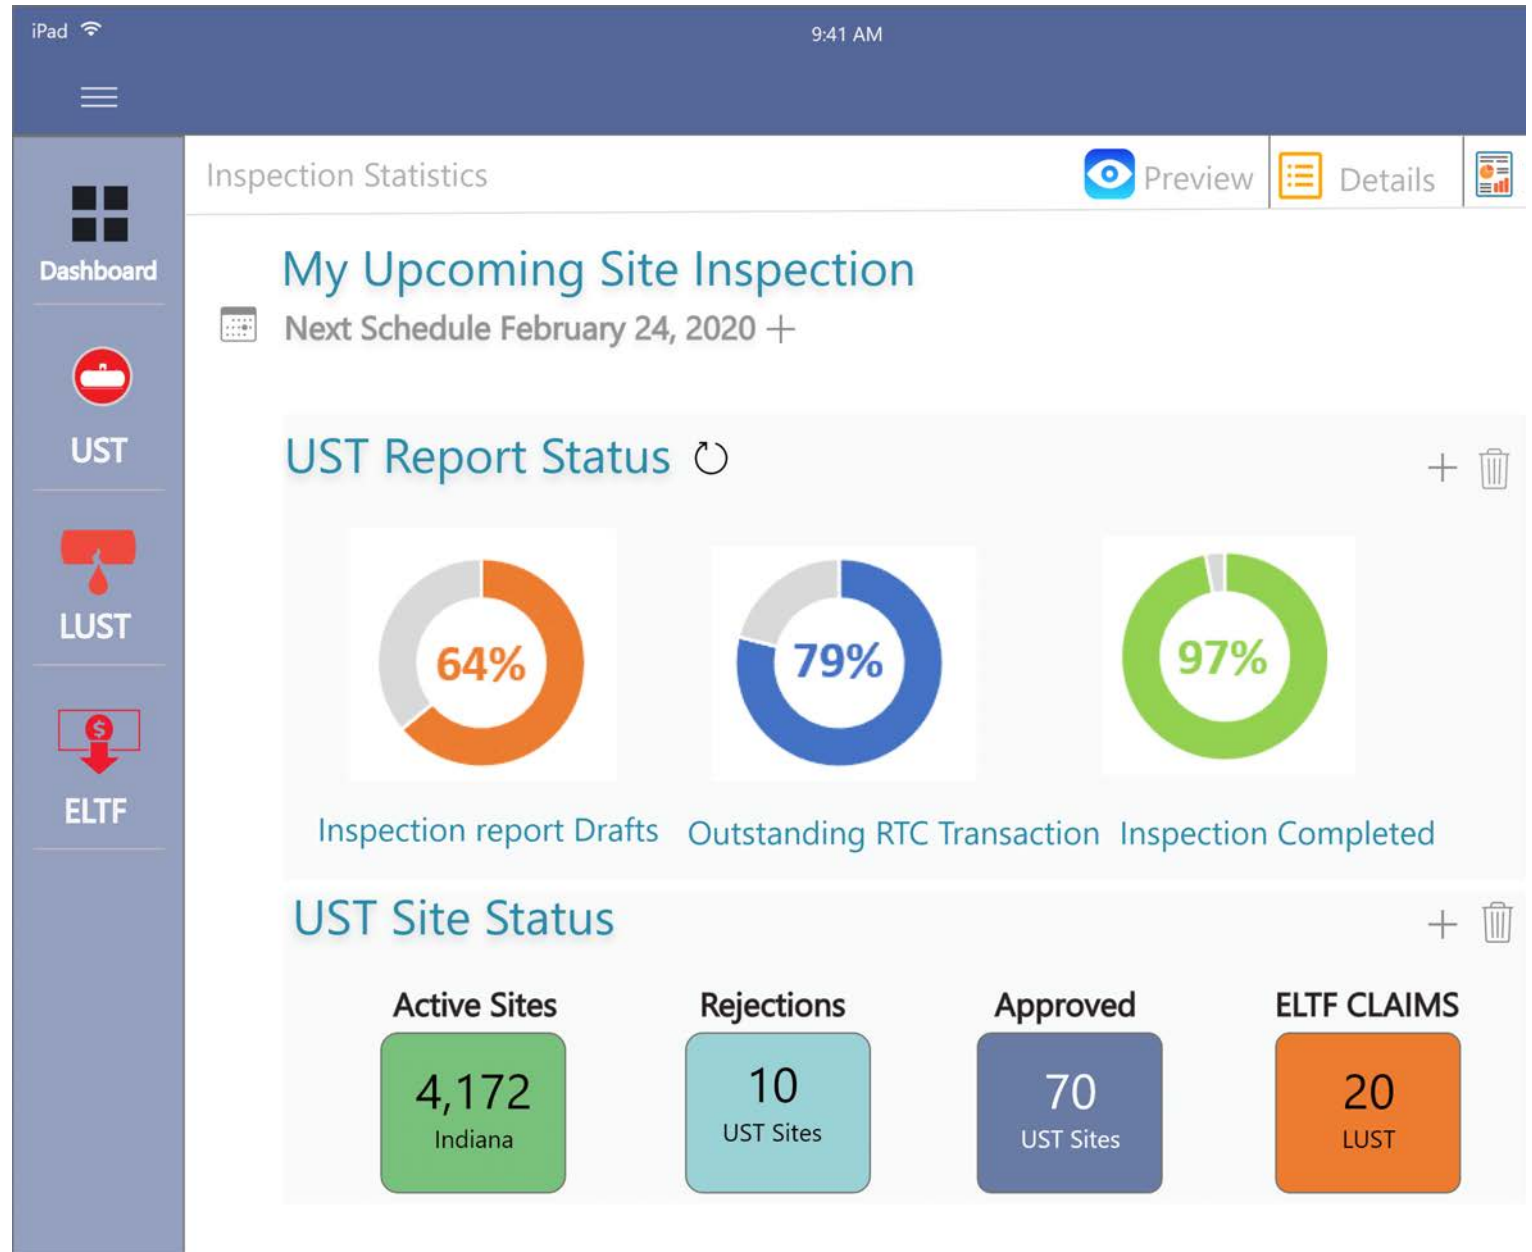 iPad
9:41 AM
Inspection Statistics
Preview
Details
Dashboard
UST
LUST
$
ELTF
My Upcoming Site Inspection
Next Schedule February 24, 2020 +
UST Report Status
64%
79%
97%
Inspection report Drafts
Outstanding RTC Transaction
Inspection Completed
UST Site Status
Active Sites
Rejections
Approved
ELTF CLAIMS
4,172
Indiana
10
UST Sites
70
UST Sites
20
LUST